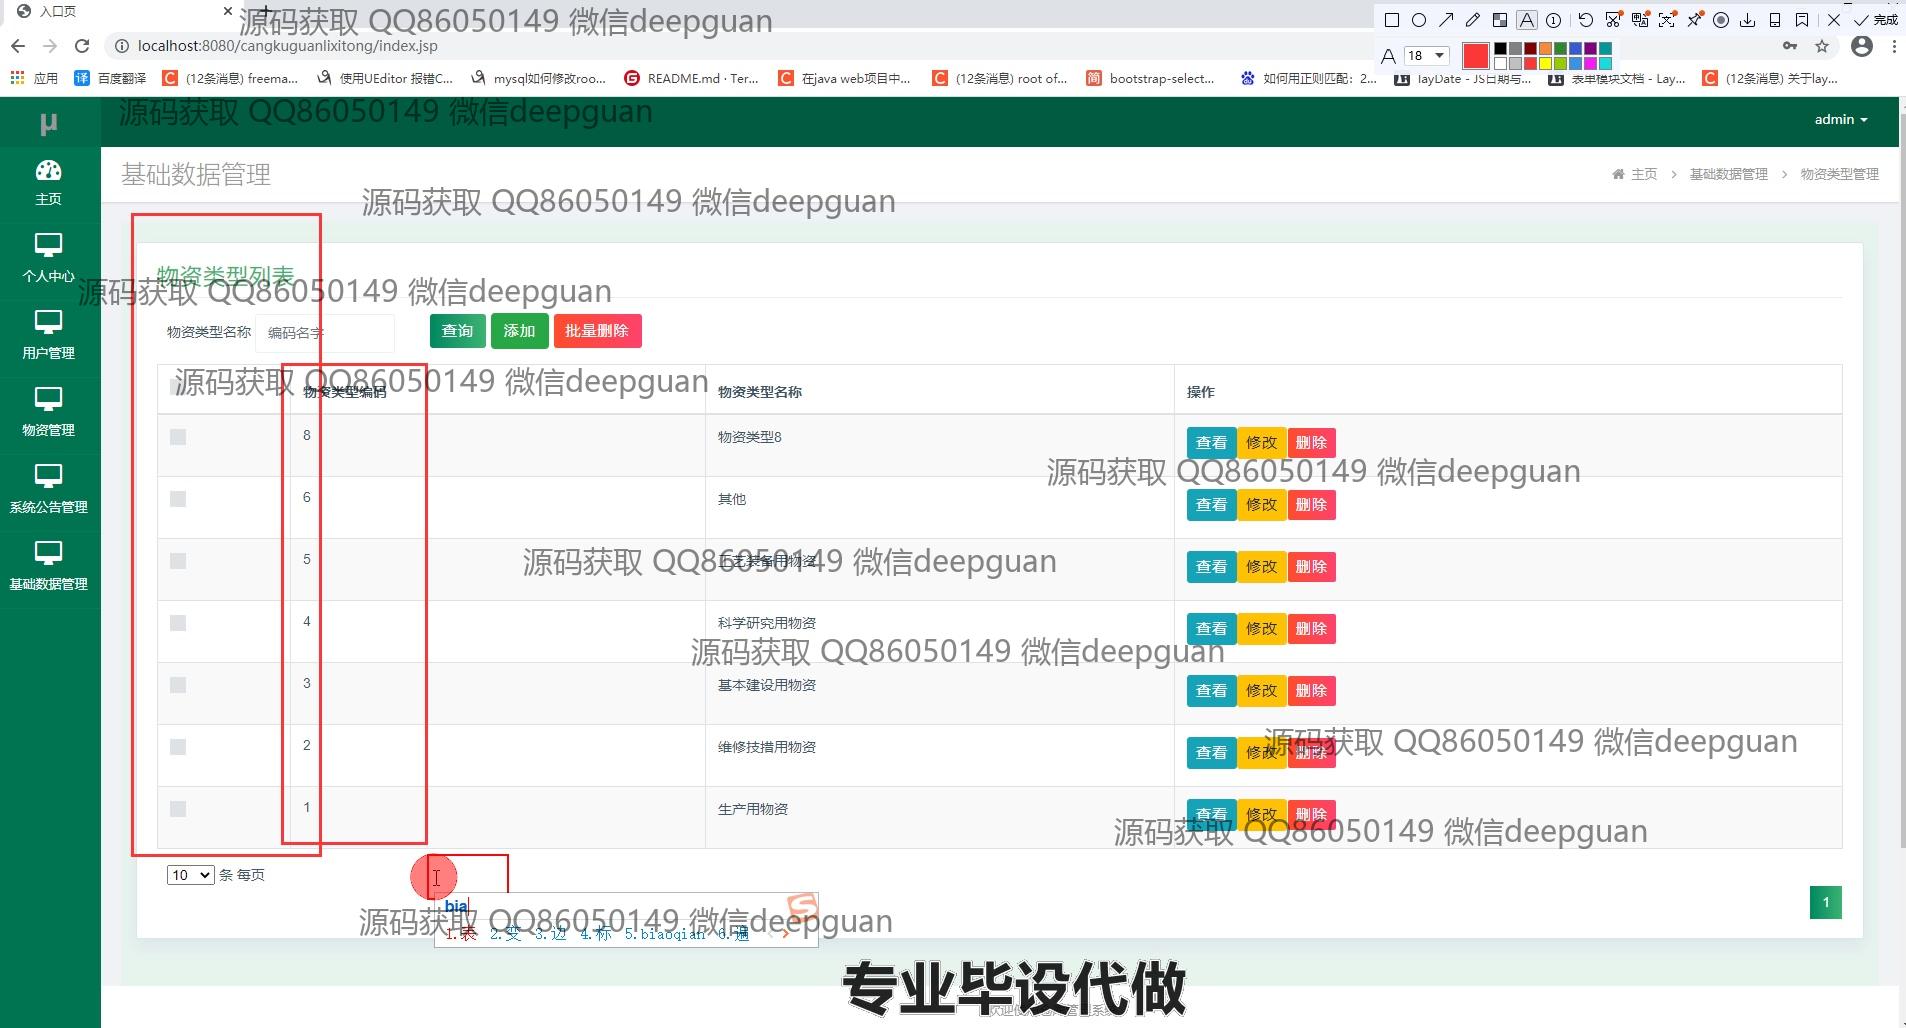 入口页
源码获取 QQ86050149 微信deepguan
完成
localhost:8080/cangkuguanlixitong/index.jsp
18
应用
百度翻译
(12条消息) freema...
使用UEditor 报错C...
mysql如何修改roo...
README.md · Ter...
在java web项目中...
(12条消息) root of...
bootstrap-select...
如何用正则匹配：2...
layDate - JS日期与...
表单模块文档 - Lay...
(12条消息) 关于lay...
μ
源码获取 QQ86050149 微信deepguan
admin
基础数据管理
主页 > 基础数据管理 > 物资类型管理
主页
源码获取 QQ86050149 微信deepguan
个人中心
物资类型列表
源码获取 QQ86050149 微信deepguan
用户管理
物资类型名称 编码名字 查询 添加 批量删除
源码获取 QQ86050149 微信deepguan
物资类型编码 物资类型名称 操作
物资管理
8 物资类型8 查看 修改 删除
源码获取 QQ86050149 微信deepguan
系统公告管理
6 其他 查看 修改 删除
基础数据管理
5 工艺装备用物资 查看 修改 删除
源码获取 QQ86050149 微信deepguan
4 科学研究用物资 查看 修改 删除
源码获取 QQ86050149 微信deepguan
3 基本建设用物资 查看 修改 删除
2 维修技措用物资 查看 修改 删除
源码获取 QQ86050149 微信deepguan
1 生产用物资 查看 修改 删除
源码获取 QQ86050149 微信deepguan
10 条 每页
1
bia
源码获取 QQ86050149 微信deepguan
1.表 2.变 3.边 4.标 5.biaoqian 6.遍
专业毕设代做